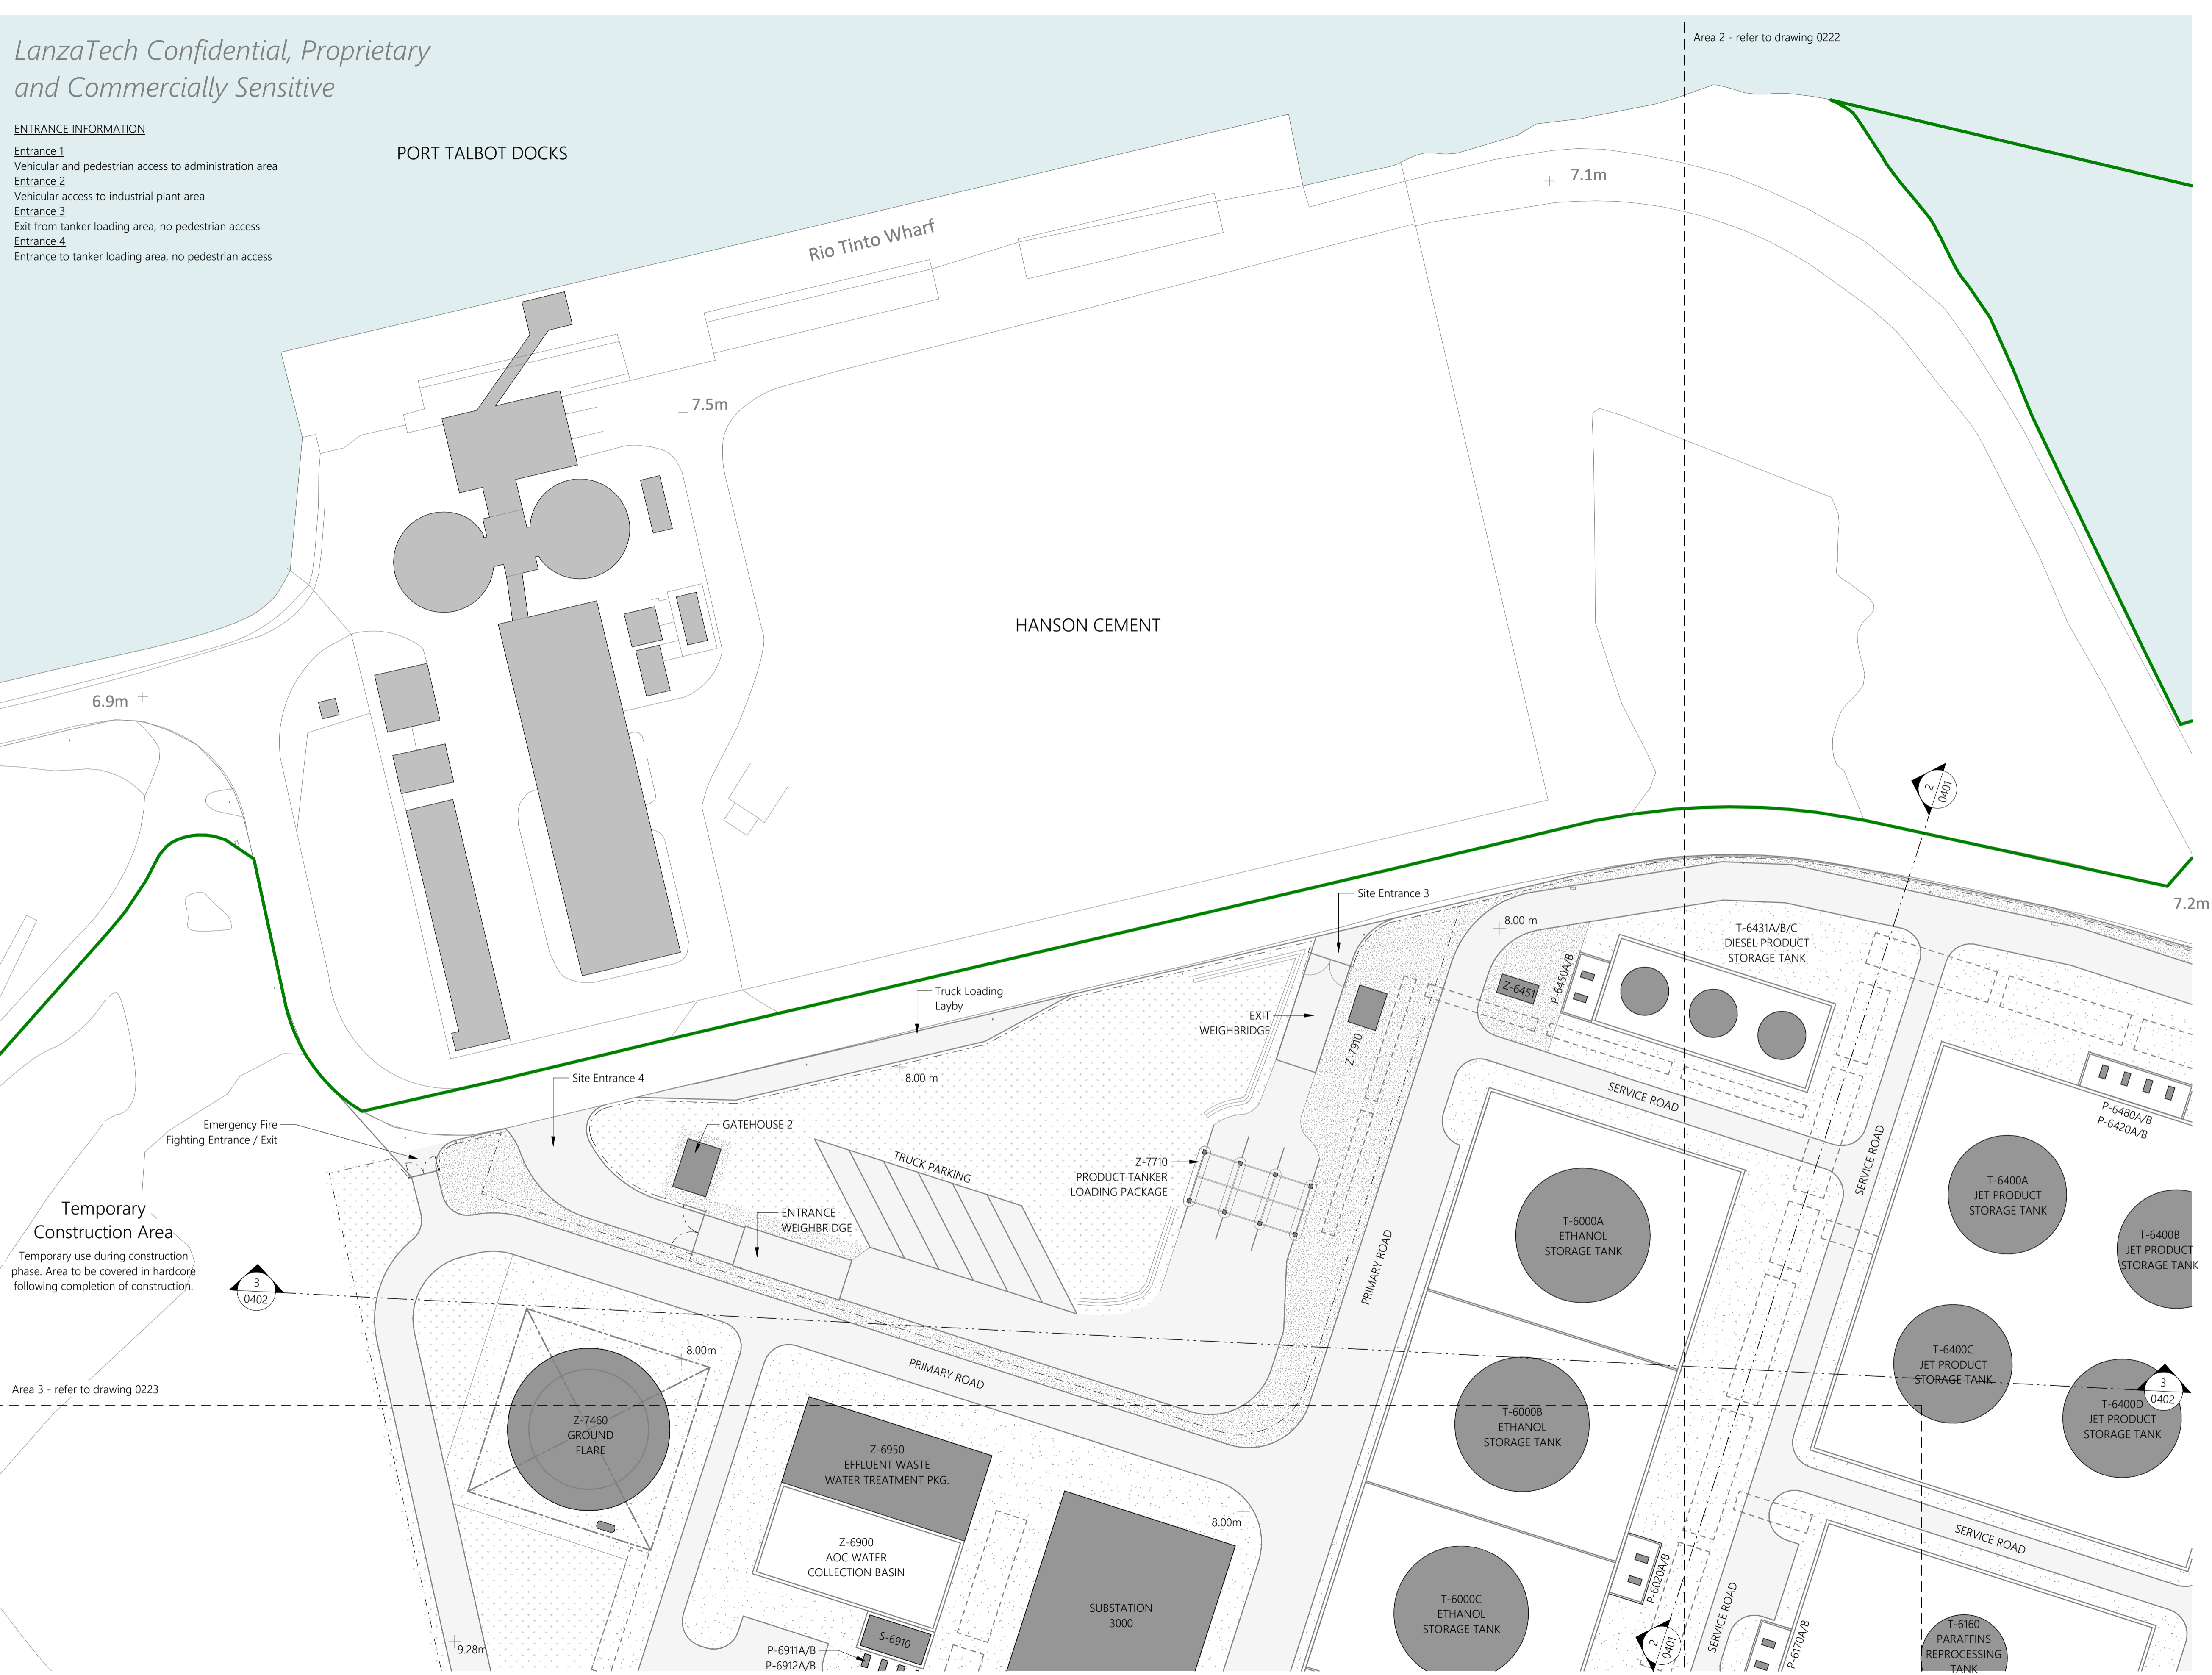 LanzaTech Confidential, Proprietary
and Commercially Sensitive
ENTRANCE INFORMATION
Entrance 1
Vehicular and pedestrian access to administration area
Entrance 2
Vehicular access to industrial plant area
Entrance 3
Exit from tanker loading area, no pedestrian access
Entrance 4
Entrance to tanker loading area, no pedestrian access
PORT TALBOT DOCKS
Area 2 - refer to drawing 0222
7.1m
Rio Tinto Wharf
7.5m
HANSON CEMENT
6.9m
2
0401
Site Entrance 3
7.2m
8.00 m
T-6431A/B/C
DIESEL PRODUCT
STORAGE TANK
P-6450A/B
Z-6451
Truck Loading
Layby
EXIT
WEIGHBRIDGE
Z-7910
8.00 m
Site Entrance 4
SERVICE ROAD
P-6480A/B
P-6420A/B
Emergency Fire
Fighting Entrance / Exit
GATEHOUSE 2
TRUCK PARKING
Z-7710
PRODUCT TANKER
LOADING PACKAGE
SERVICE ROAD
T-6400A
JET PRODUCT
STORAGE TANK
Temporary
Construction Area
Temporary use during construction
phase. Area to be covered in hardcore
following completion of construction.
ENTRANCE
WEIGHBRIDGE
T-6000A
ETHANOL
STORAGE TANK
T-6400B
JET PRODUCT
STORAGE TANK
PRIMARY ROAD
3
0402
8.00m
PRIMARY ROAD
T-6400C
JET PRODUCT
STORAGE TANK
3
0402
Area 3 - refer to drawing 0223
T-6400D
JET PRODUCT
STORAGE TANK
Z-7460
GROUND
FLARE
T-6000B
ETHANOL
STORAGE TANK
Z-6950
EFFLUENT WASTE
WATER TREATMENT PKG.
8.00m
SERVICE ROAD
Z-6900
AOC WATER
COLLECTION BASIN
P-6020A/B
T-6000C
ETHANOL
STORAGE TANK
SUBSTATION
3000
SERVICE ROAD
S-6910
9.28m
P-6911A/B
P-6912A/B
2
0401
P-6170A/B
T-6160
PARAFFINS
REPROCESSING
TANK